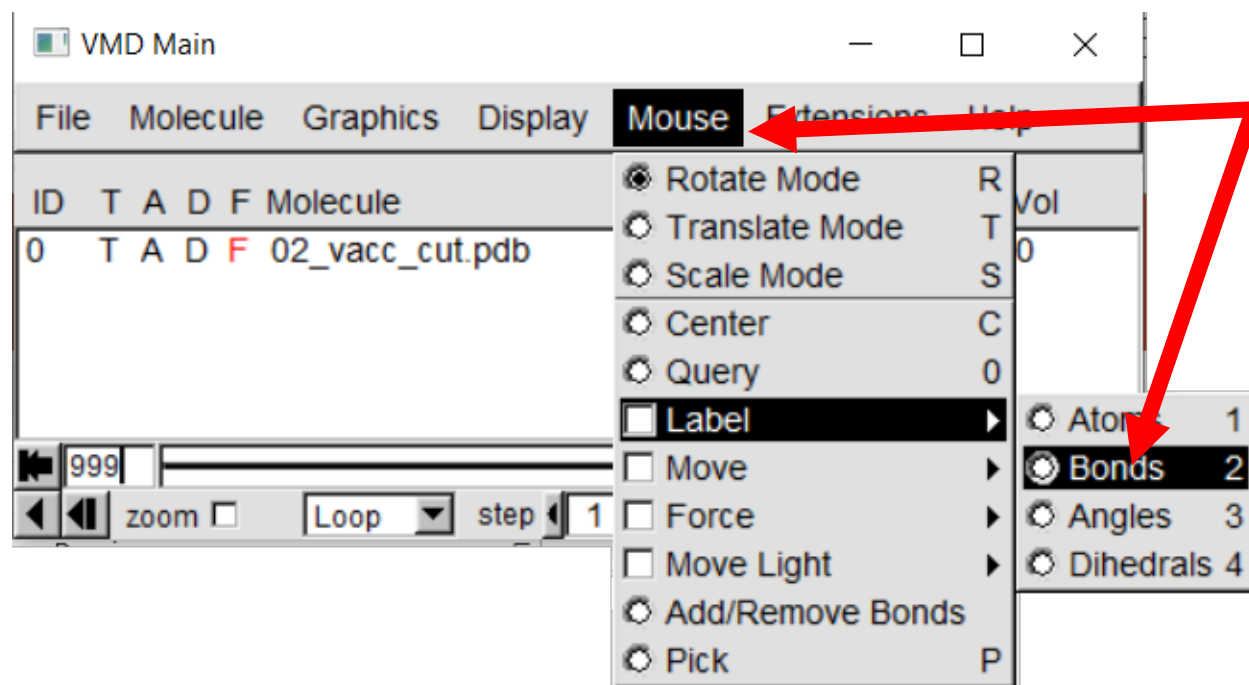 VMD Main
File Molecule Graphics Display Mouse Extensions Help
ID T A D F Molecule Vol
0 T A D F 02_vacc_cut.pdb 0
999
zoom Loop step 1
Rotate Mode R
Translate Mode T
Scale Mode S
Center C
Query 0
Label
Move
Force
Move Light
Add/Remove Bonds
Pick P
Atoms 1
Bonds 2
Angles 3
Dihedrals 4